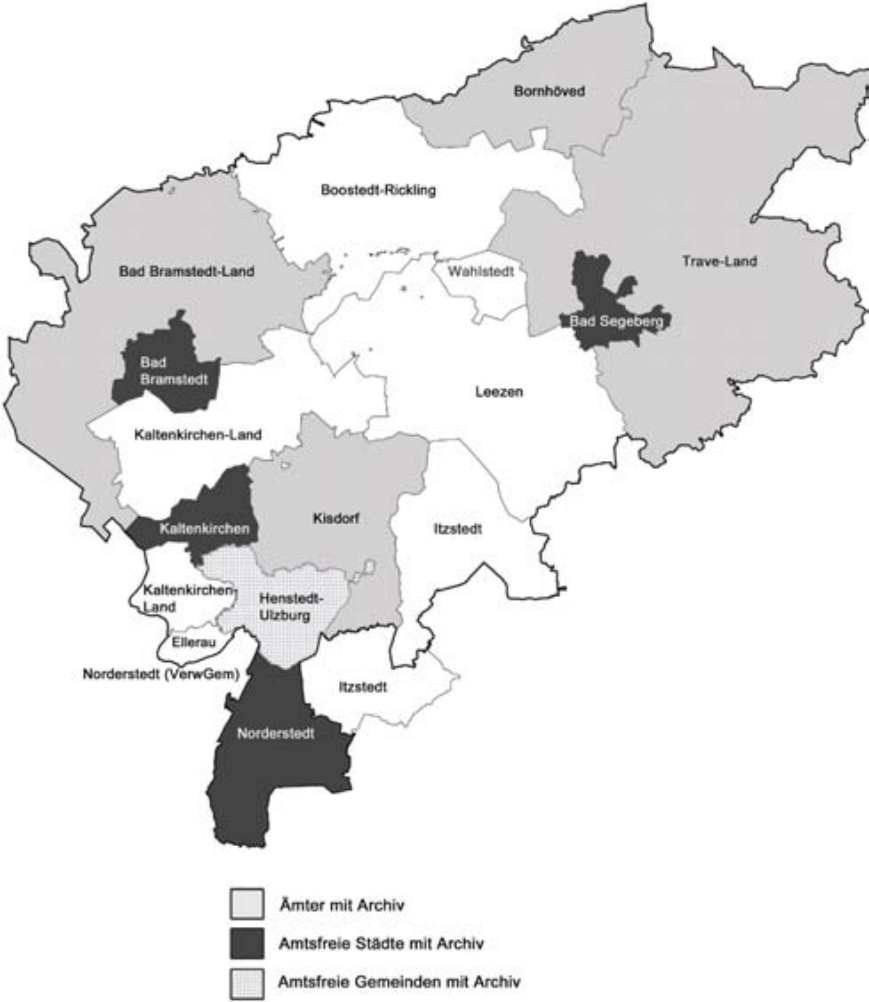 Bornhöved
Boostedt-Rickling
Trave-Land
Bad Bramstedt-Land
Wahlstedt
Bad Segeberg
Bad
Bramstedt
Leezen
Kaltenkirchen-Land
Kisdorf
Kaltenkirchen
Itzstedt
Kaltenkirchen-
Land
Henstedt-
Ulzburg
Ellerau
Norderstedt (VerwGem)
Itzstedt
Norderstedt
Ämter mit Archiv
Amtsfreie Städte mit Archiv
Amtsfreie Gemeinden mit Archiv